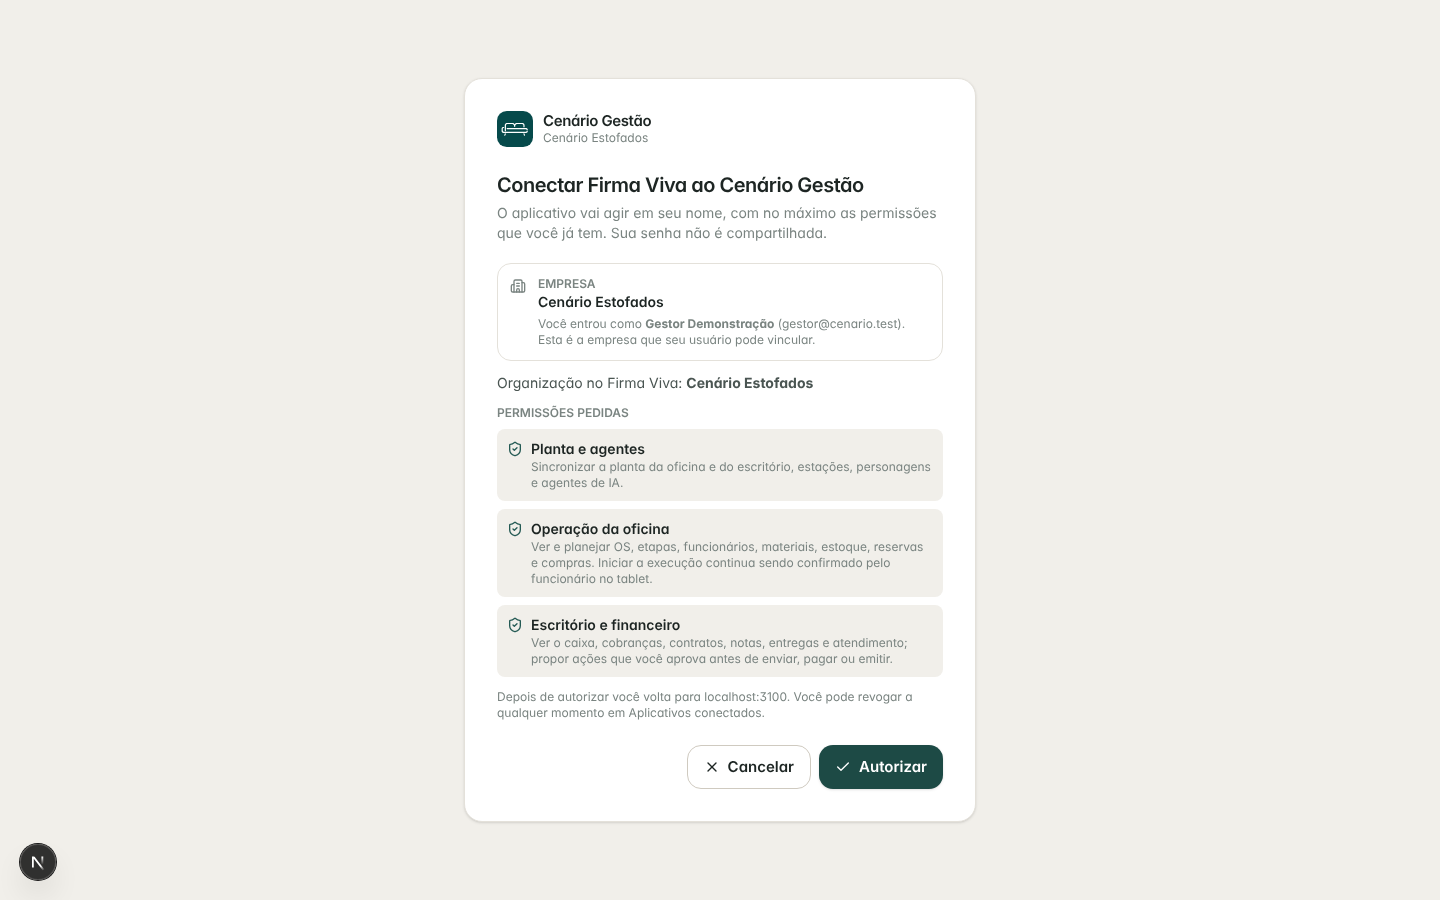 Cenário Gestão
Cenário Estofados
Conectar Firma Viva ao Cenário Gestão
O aplicativo vai agir em seu nome, com no máximo as permissões
que você já tem. Sua senha não é compartilhada.
EMPRESA
Cenário Estofados
Você entrou como Gestor Demonstração (gestor@cenario.test).
Esta é a empresa que seu usuário pode vincular.
Organização no Firma Viva: Cenário Estofados
PERMISSÕES PEDIDAS
Planta e agentes
Sincronizar a planta da oficina e do escritório, estações, personagens
e agentes de IA.
Operação da oficina
Ver e planejar OS, etapas, funcionários, materiais, estoque, reservas
e compras. Iniciar a execução continua sendo confirmado pelo
funcionário no tablet.
Escritório e financeiro
Ver o caixa, cobranças, contratos, notas, entregas e atendimento;
propor ações que você aprova antes de enviar, pagar ou emitir.
Depois de autorizar você volta para localhost:3100. Você pode revogar a
qualquer momento em Aplicativos conectados.
Cancelar
Autorizar
N